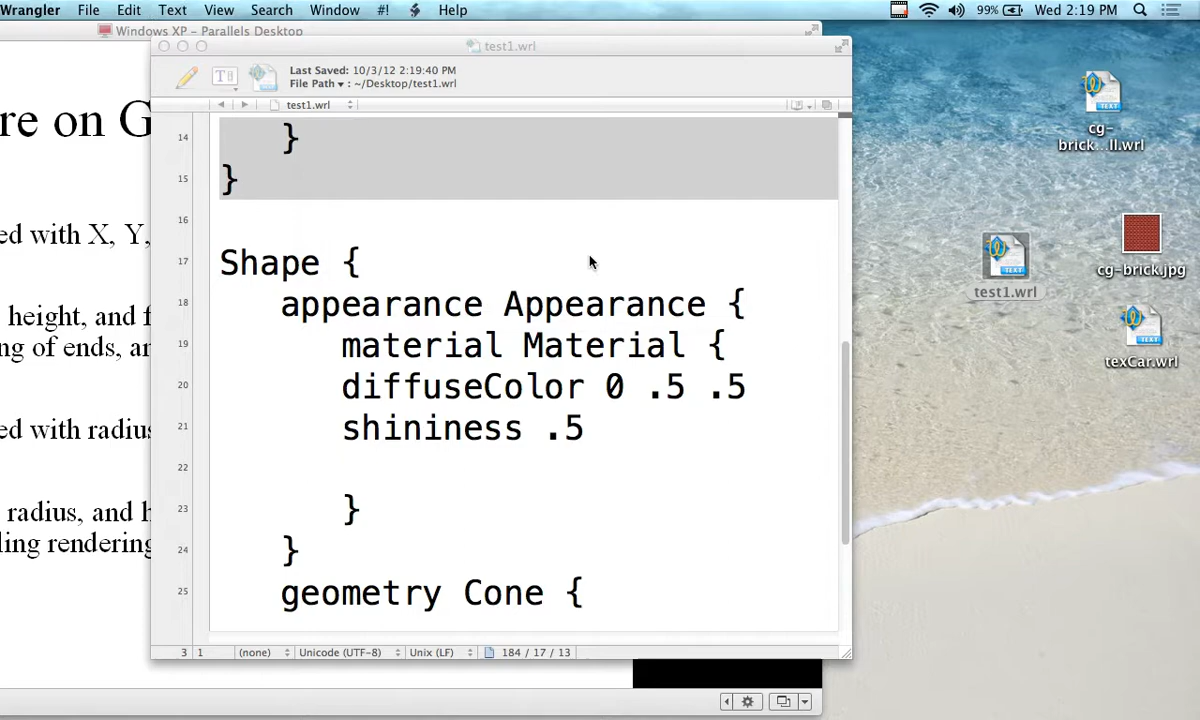 Wrangler File Edit Text View Search Window #! Help 99% Wed 2:19 PM
Windows XP - Parallels Desktop
test1.wrl
Last Saved: 10/3/12 2:19:40 PM
File Path ▾ : ~/Desktop/test1.wrl
test1.wrl
re on G
ed with X, Y,
height, and f
ng of ends, an
ed with radius
radius, and h
ling rendering
14 }
15 }
16
17 Shape {
18 appearance Appearance {
19 material Material {
20 diffuseColor 0 .5 .5
21 shininess .5
22
23 }
24 }
25 geometry Cone {
3 1 (none) Unicode (UTF-8) Unix (LF) 184 / 17 / 13
cg-
brick...ll.wrl
test1.wrl
cg-brick.jpg
texCar.wrl
TEXT
TEXT
TEXT